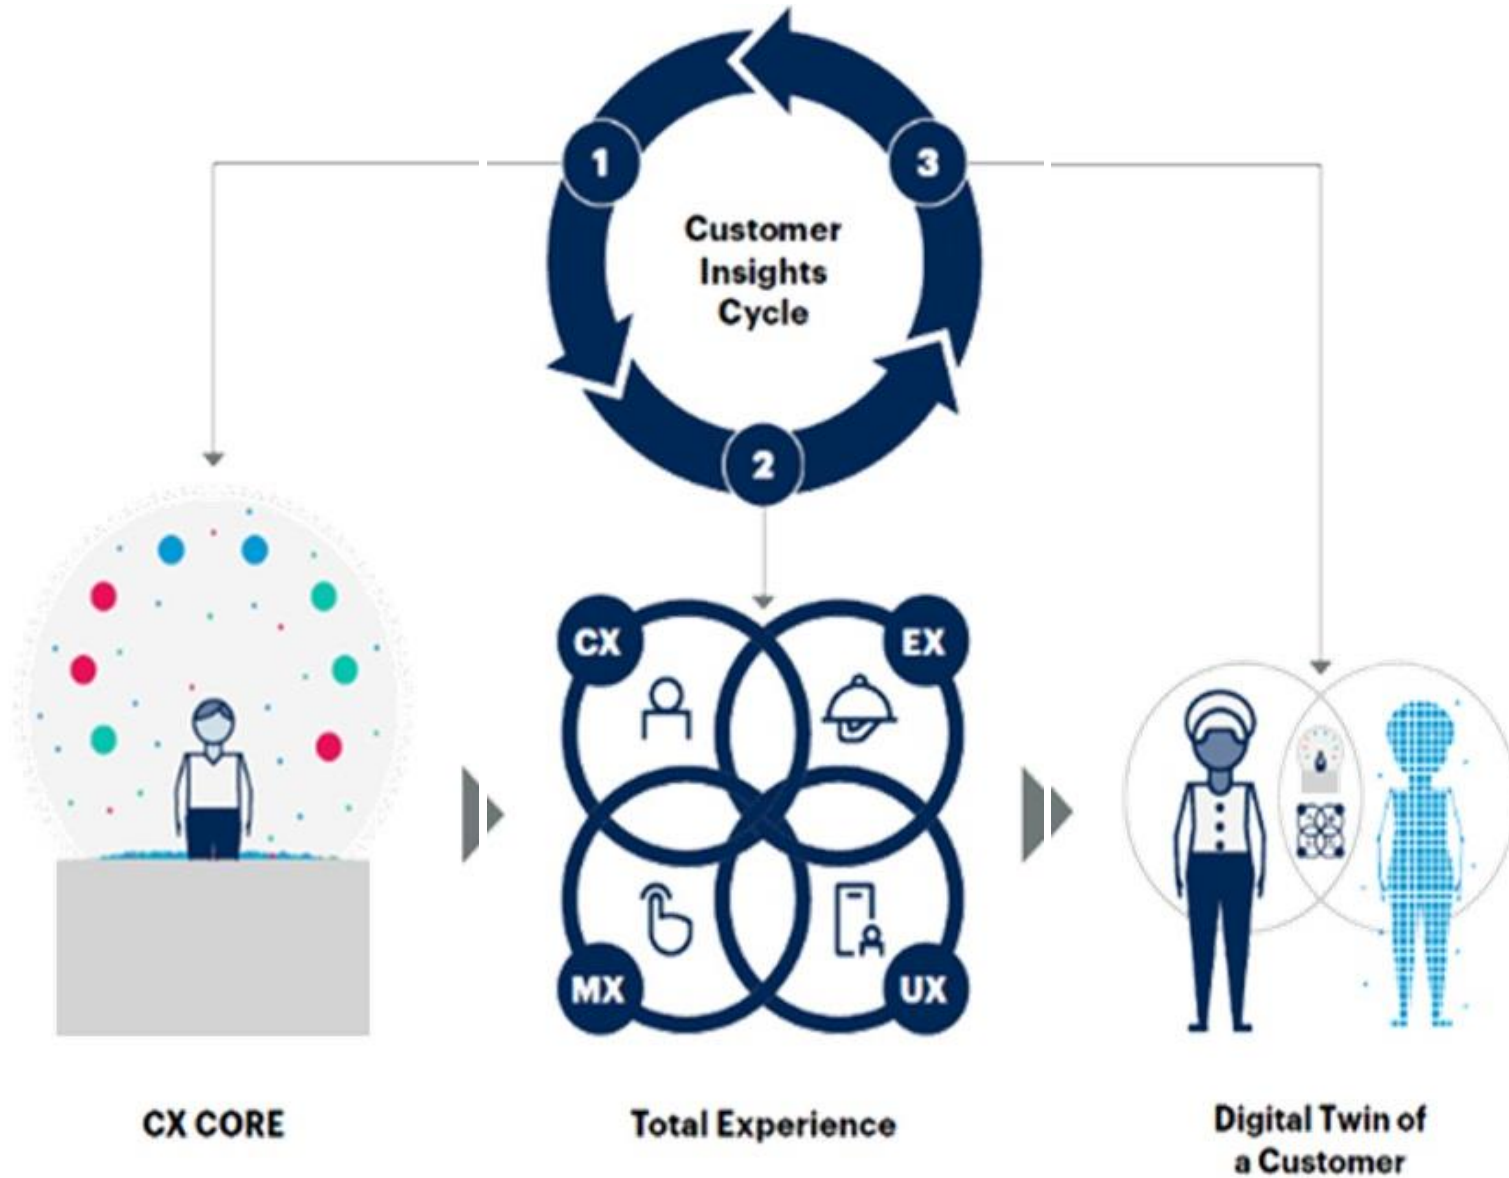 1
3
Customer
Insights
Cycle
2
CX
EX
MX
UX
CX CORE
Total Experience
Digital Twin of
a Customer